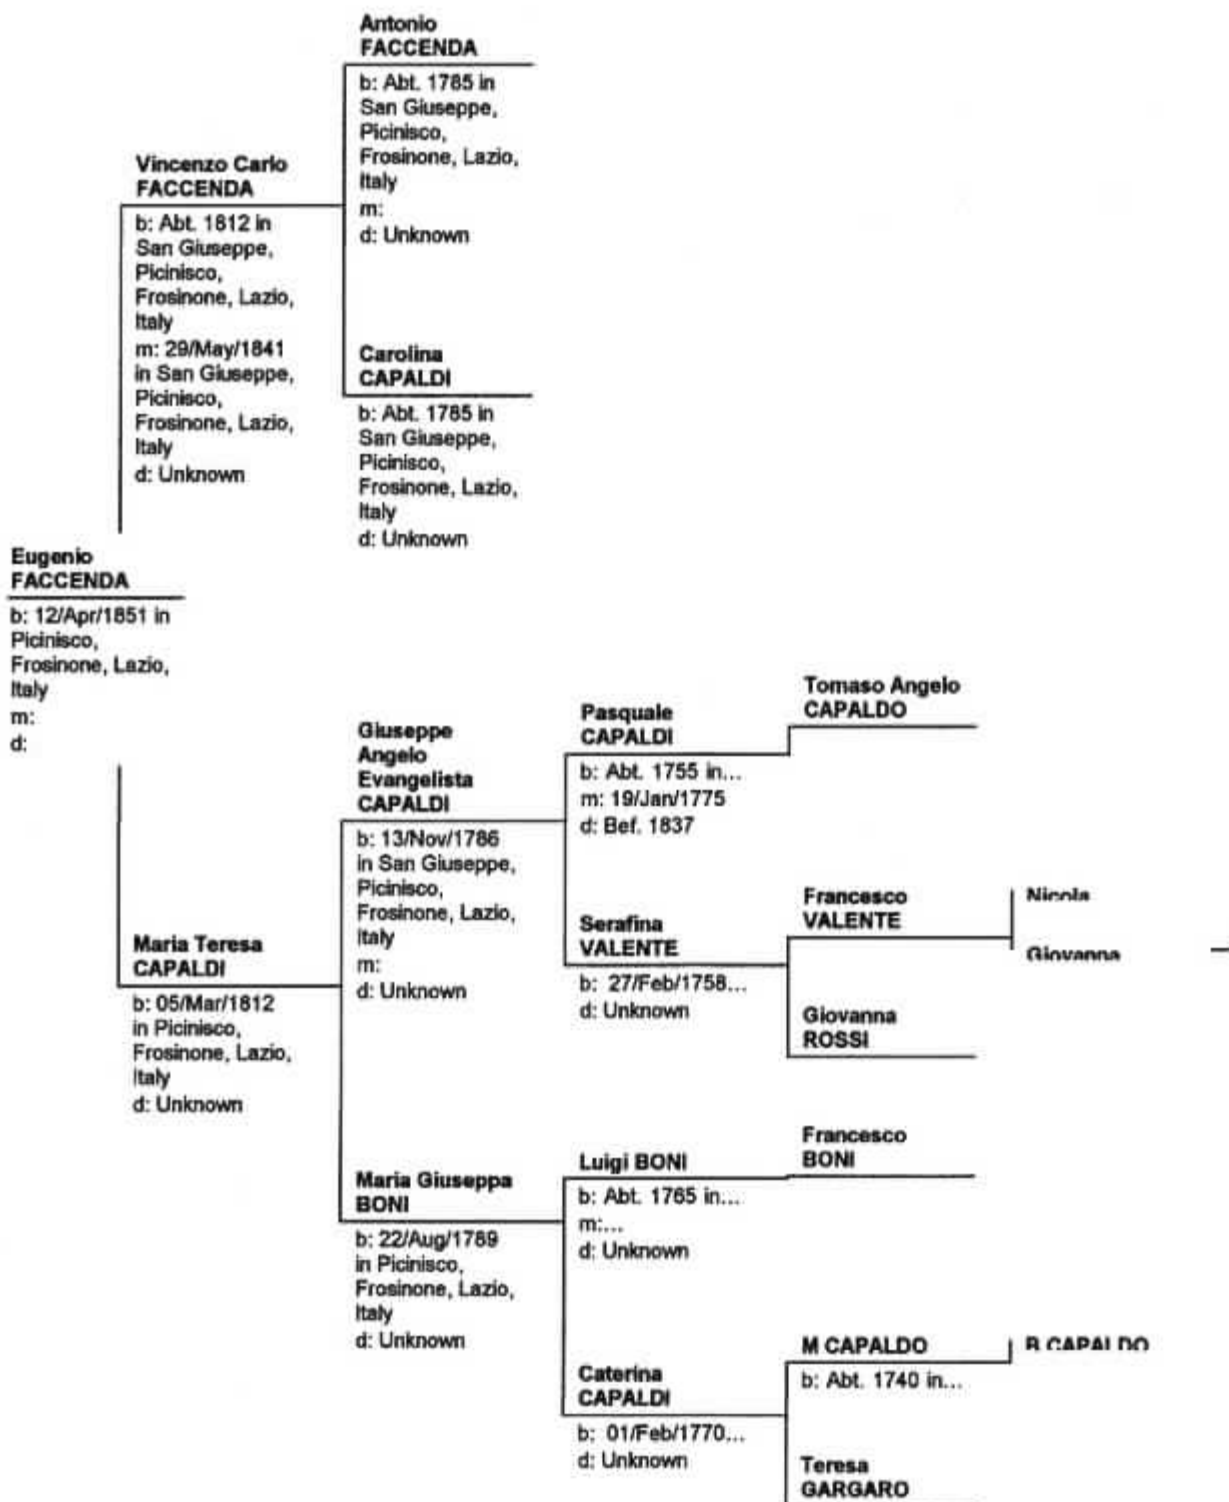 Antonio
FACCENDA
b: Abt. 1785 in
San Giuseppe,
Picinisco,
Frosinone, Lazio,
Italy
m:
d: Unknown
Vincenzo Carlo
FACCENDA
b: Abt. 1812 in
San Giuseppe,
Picinisco,
Frosinone, Lazio,
Italy
m: 29/May/1841
in San Giuseppe,
Picinisco,
Frosinone, Lazio,
Italy
d: Unknown
Carolina
CAPALDI
b: Abt. 1785 in
San Giuseppe,
Picinisco,
Frosinone, Lazio,
Italy
d: Unknown
Eugenio
FACCENDA
b: 12/Apr/1851 in
Picinisco,
Frosinone, Lazio,
Italy
m:
d:
Giuseppe
Angelo
Evangelista
CAPALDI
b: 13/Nov/1786
in San Giuseppe,
Picinisco,
Frosinone, Lazio,
Italy
m:
d: Unknown
Pasquale
CAPALDI
b: Abt. 1755 in...
m: 19/Jan/1775
d: Bef. 1837
Tomaso Angelo
CAPALDO
Serafina
VALENTE
b: 27/Feb/1758...
d: Unknown
Francesco
VALENTE
Nicola
Giovanna
Giovanna
ROSSI
Maria Teresa
CAPALDI
b: 05/Mar/1812
in Picinisco,
Frosinone, Lazio,
Italy
d: Unknown
Maria Giuseppa
BONI
b: 22/Aug/1789
in Picinisco,
Frosinone, Lazio,
Italy
d: Unknown
Luigi BONI
b: Abt. 1765 in...
m:...
d: Unknown
Francesco
BONI
Caterina
CAPALDI
b: 01/Feb/1770...
d: Unknown
M CAPALDO
b: Abt. 1740 in...
B CAPALDO
Teresa
GARGARO